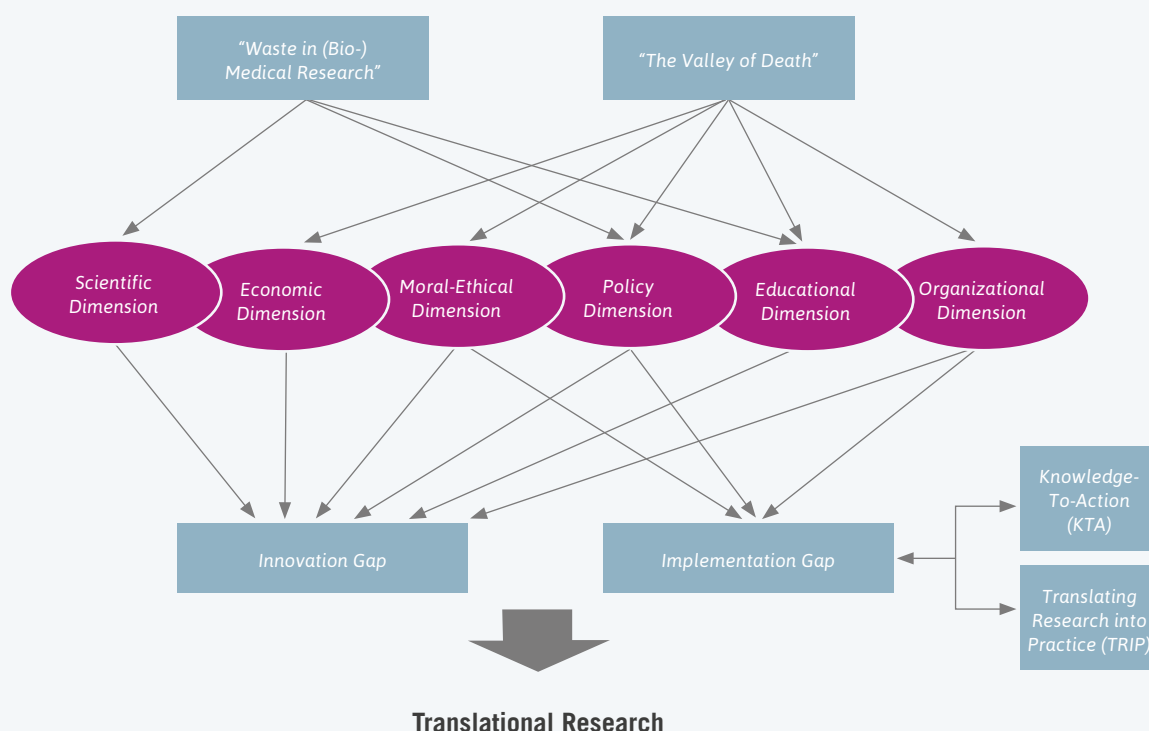 “Waste in (Bio-)
Medical Research”
“The Valley of Death”
Scientific
Dimension
Economic
Dimension
Moral-Ethical
Dimension
Policy
Dimension
Educational
Dimension
Organizational
Dimension
Innovation Gap
Implementation Gap
Knowledge-
To-Action
(KTA)
Translating
Research into
Practice (TRIP)
Translational Research